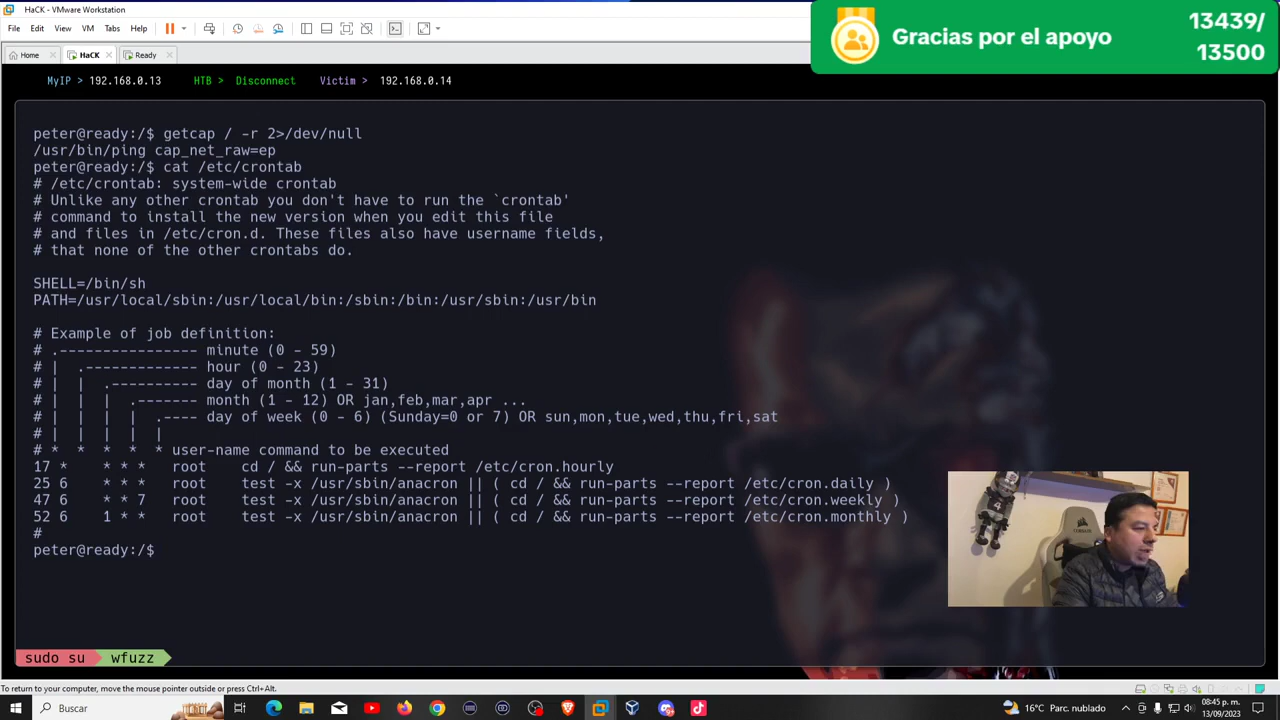 HaCK - VMware Workstation
File Edit View VM Tabs Help
Home HaCK Ready
Gracias por el apoyo
13439/
13500
MyIP > 192.168.0.13 HTB > Disconnect Victim > 192.168.0.14
peter@ready:/$ getcap / -r 2>/dev/null
/usr/bin/ping cap_net_raw=ep
peter@ready:/$ cat /etc/crontab
# /etc/crontab: system-wide crontab
# Unlike any other crontab you don't have to run the `crontab'
# command to install the new version when you edit this file
# and files in /etc/cron.d. These files also have username fields,
# that none of the other crontabs do.
SHELL=/bin/sh
PATH=/usr/local/sbin:/usr/local/bin:/sbin:/bin:/usr/sbin:/usr/bin
# Example of job definition:
# .---------------- minute (0 - 59)
# | .------------- hour (0 - 23)
# | | .---------- day of month (1 - 31)
# | | | .------- month (1 - 12) OR jan,feb,mar,apr ...
# | | | | .---- day of week (0 - 6) (Sunday=0 or 7) OR sun,mon,tue,wed,thu,fri,sat
# | | | | |
# * * * * * user-name command to be executed
17 * * * * root cd / && run-parts --report /etc/cron.hourly
25 6 * * * root test -x /usr/sbin/anacron || ( cd / && run-parts --report /etc/cron.daily )
47 6 * * 7 root test -x /usr/sbin/anacron || ( cd / && run-parts --report /etc/cron.weekly )
52 6 1 * * root test -x /usr/sbin/anacron || ( cd / && run-parts --report /etc/cron.monthly )
#
peter@ready:/$
sudo su wfuzz
To return to your computer, move the mouse pointer outside or press Ctrl+Alt.
Buscar
16°C Parc. nublado
08:45 p. m.
13/09/2023